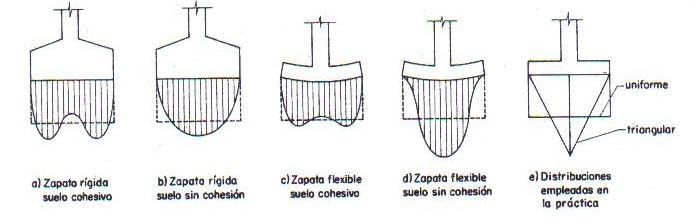 uniforme
triangular
a) Zapata rígida
suelo cohesivo
b) Zapata rígida
suelo sin cohesión
c) Zapata flexible
suelo cohesivo
d) Zapata flexible
suelo sin cohesión
e) Distribuciones
empleadas en
la práctica